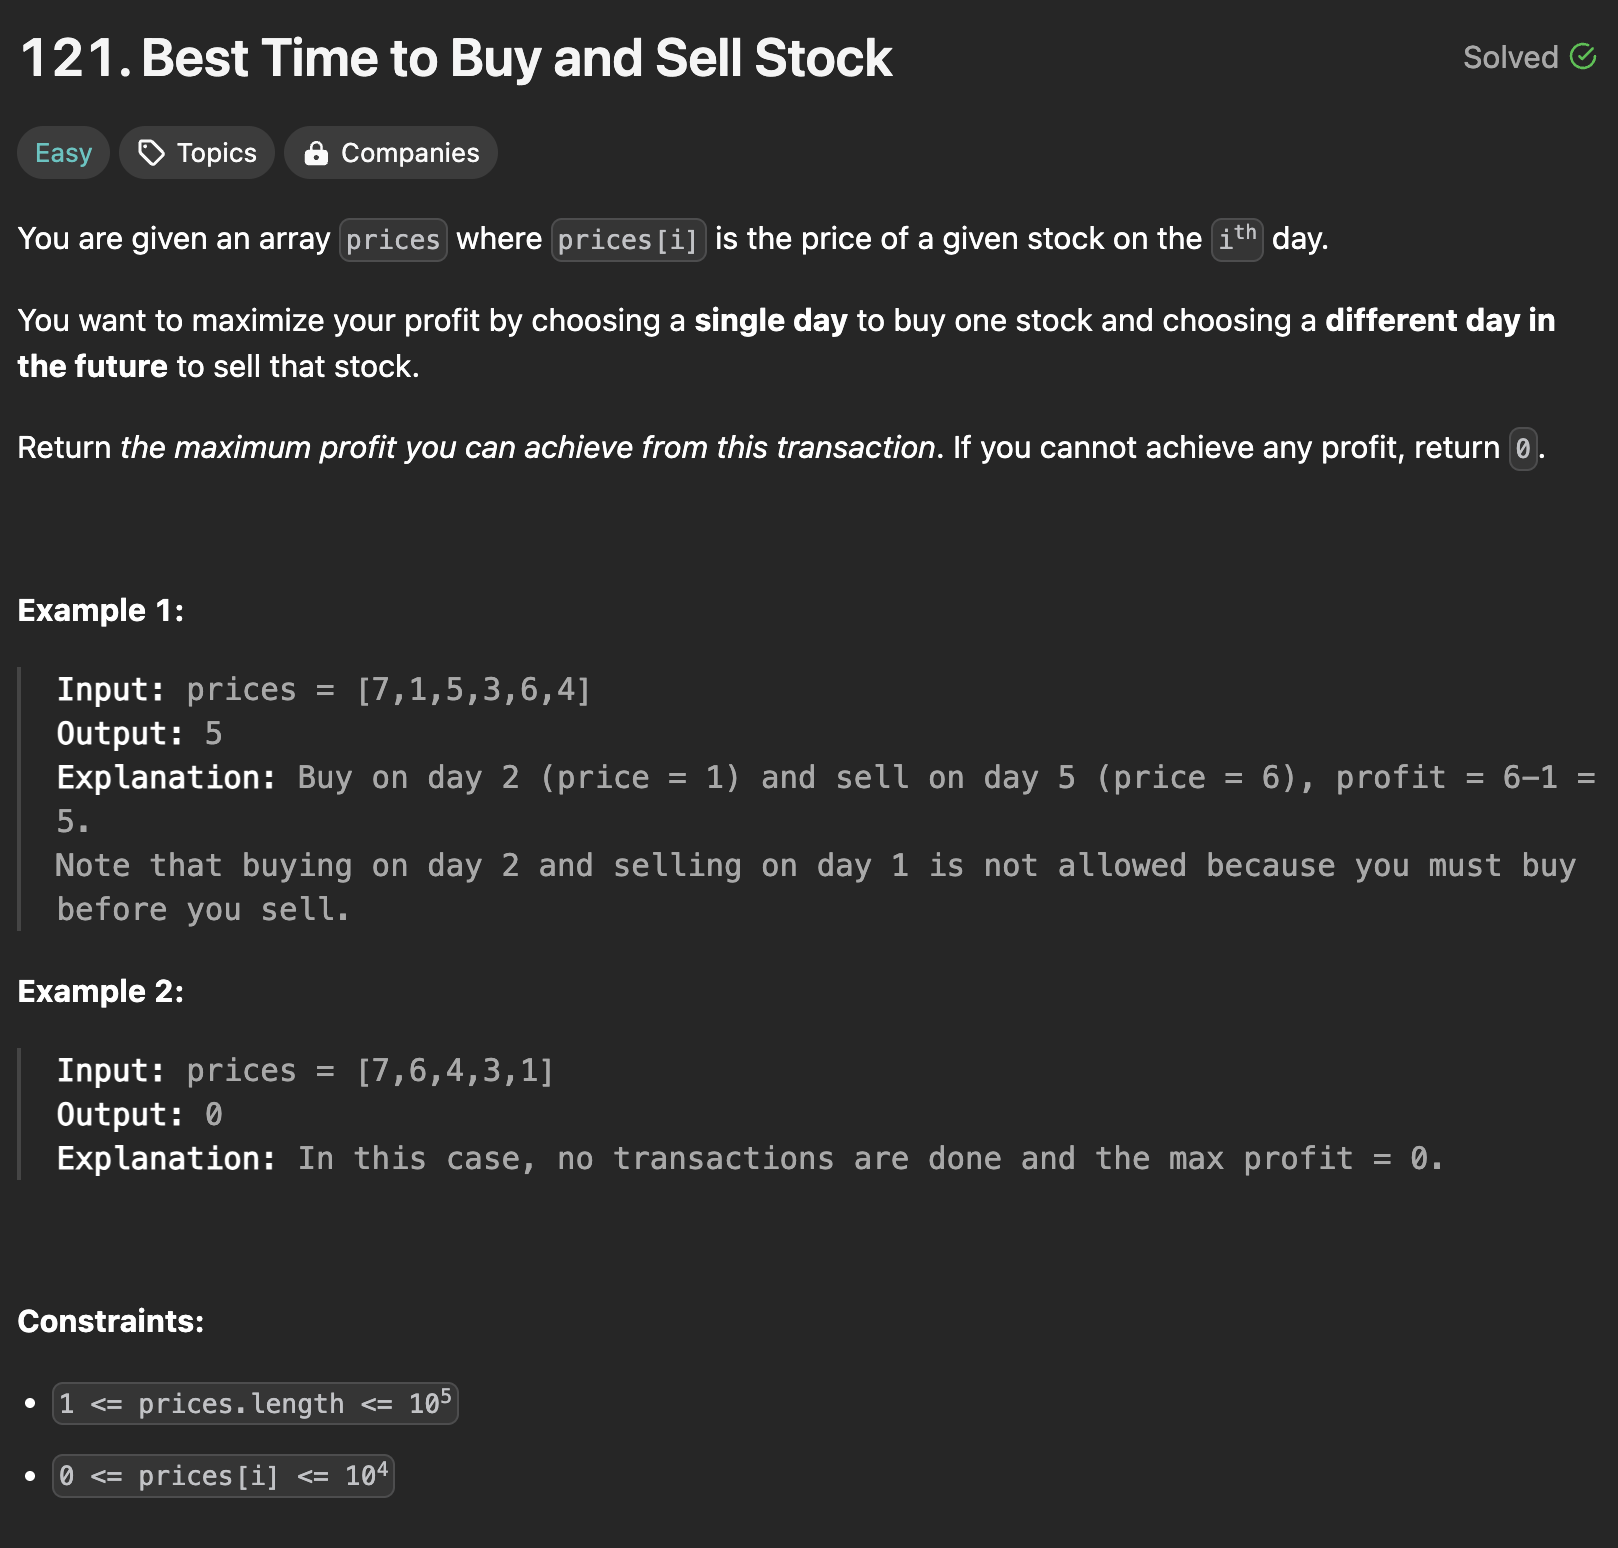 121. Best Time to Buy and Sell Stock
Solved
Easy Topics Companies
You are given an array prices where prices[i] is the price of a given stock on the ith day.
You want to maximize your profit by choosing a single day to buy one stock and choosing a different day in
the future to sell that stock.
Return the maximum profit you can achieve from this transaction. If you cannot achieve any profit, return 0.
Example 1:
Input: prices = [7,1,5,3,6,4]
Output: 5
Explanation: Buy on day 2 (price = 1) and sell on day 5 (price = 6), profit = 6-1 =
5.
Note that buying on day 2 and selling on day 1 is not allowed because you must buy
before you sell.
Example 2:
Input: prices = [7,6,4,3,1]
Output: 0
Explanation: In this case, no transactions are done and the max profit = 0.
Constraints:
• 1 <= prices.length <= 10⁵
• 0 <= prices[i] <= 10⁴